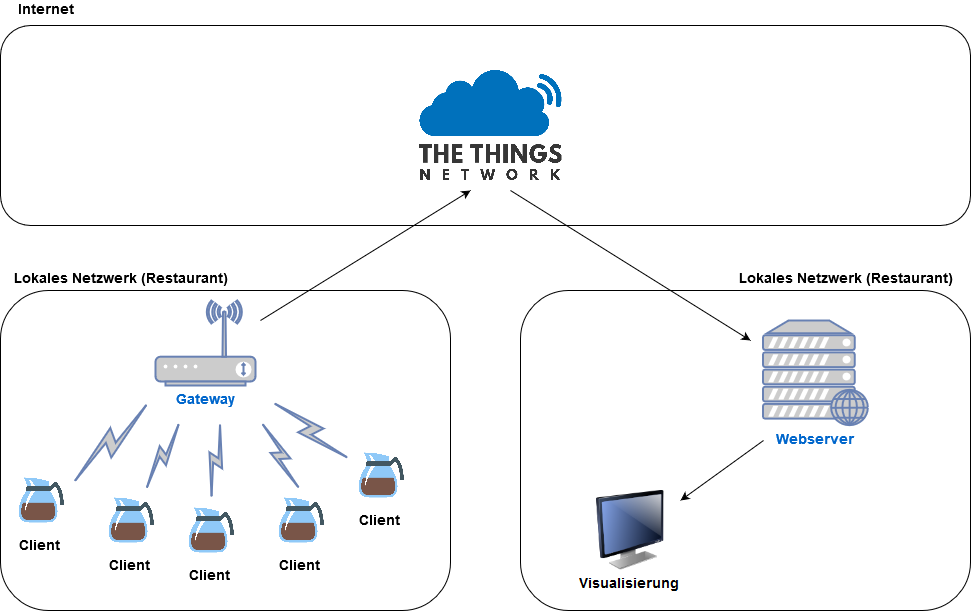 Internet
THE THINGS
NETWORK
Lokales Netzwerk (Restaurant)
Lokales Netzwerk (Restaurant)
Gateway
Webserver
Client
Client
Client
Client
Client
Visualisierung